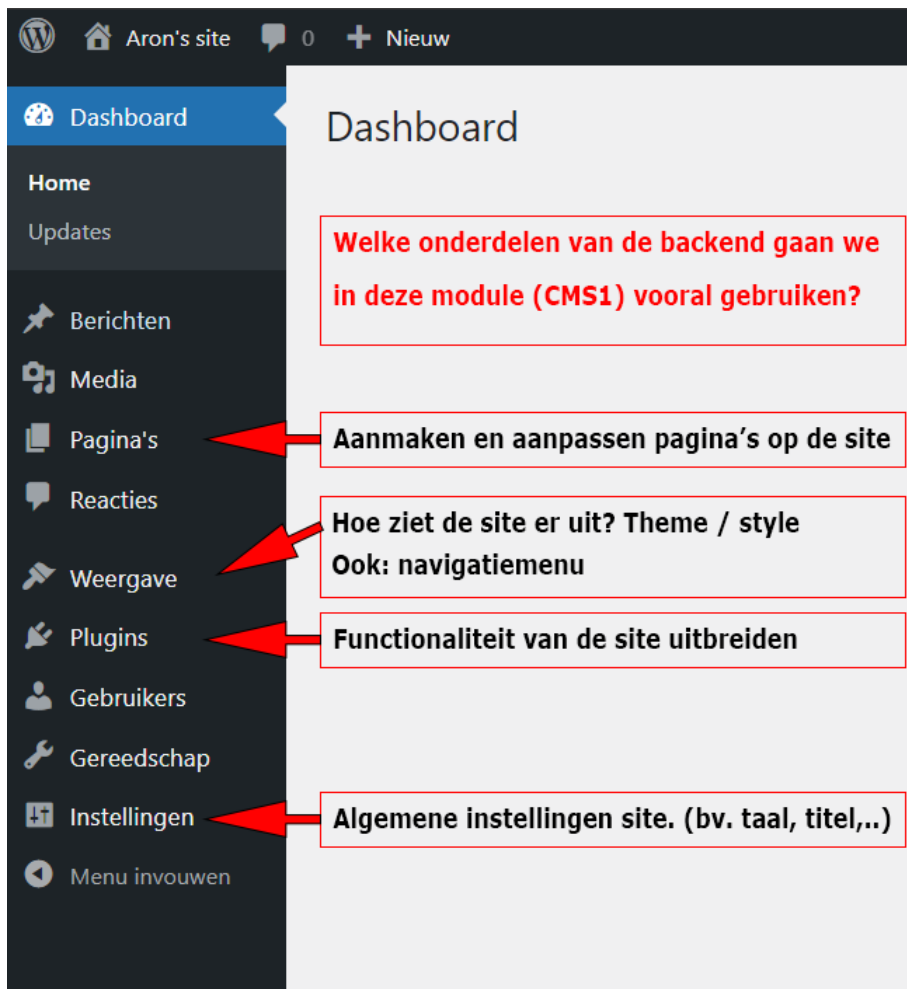 Aron's site 0 Nieuw
Dashboard
Home
Updates
Berichten
Media
Pagina's
Reacties
Weergave
Plugins
Gebruikers
Gereedschap
Instellingen
Menu invouwen
Dashboard
Welke onderdelen van de backend gaan we
in deze module (CMS1) vooral gebruiken?
Aanmaken en aanpassen pagina’s op de site
Hoe ziet de site er uit? Theme / style
Ook: navigatiemenu
Functionaliteit van de site uitbreiden
Algemene instellingen site. (bv. taal, titel,..)